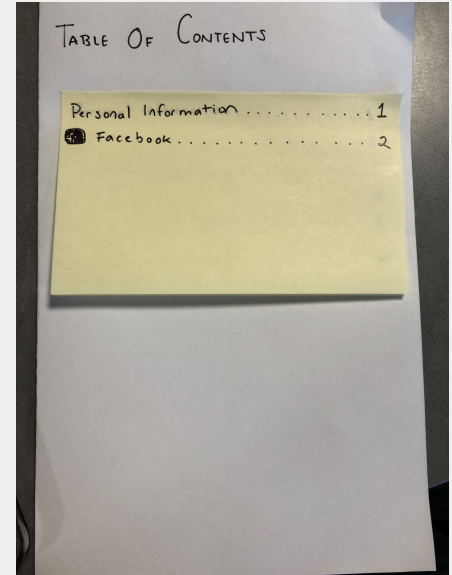 TABLE OF CONTENTS
Personal Information . . . . . . . . . . . 1
Facebook . . . . . . . . . . . . . . . 2